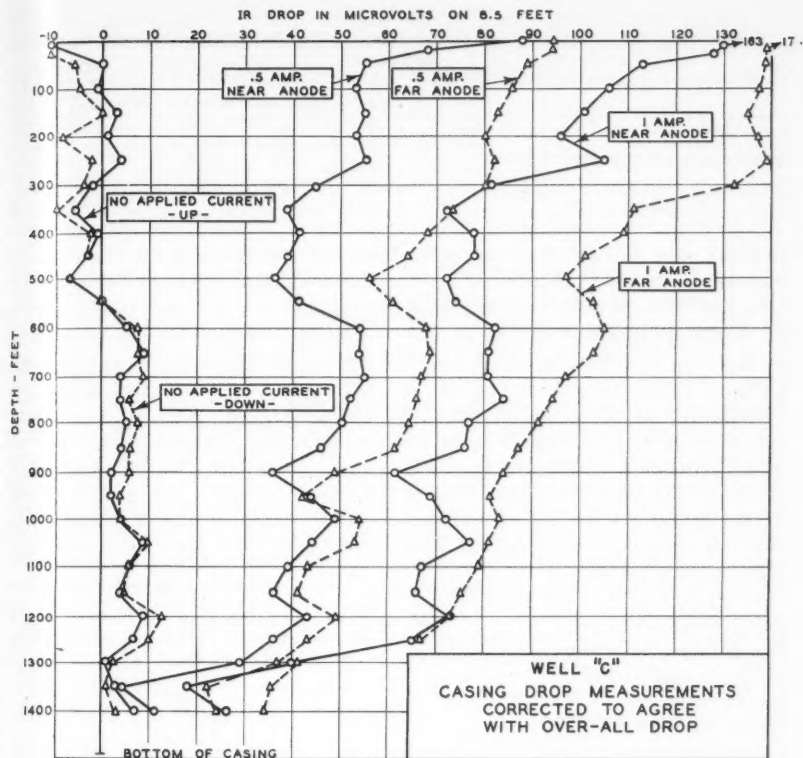 IR DROP IN MICROVOLTS ON 8.5 FEET
-10 0 10 20 30 40 50 60 70 80 90 100 110 120 130 163 17
.5 AMP.
NEAR ANODE
.5 AMP.
FAR ANODE
1 AMP.
NEAR ANODE
NO APPLIED CURRENT
-UP-
1 AMP.
FAR ANODE
NO APPLIED CURRENT
-DOWN-
DEPTH - FEET
100
200
300
400
500
600
700
800
900
1000
1100
1200
1300
1400
BOTTOM OF CASING
WELL "C"
CASING DROP MEASUREMENTS
CORRECTED TO AGREE
WITH OVER-ALL DROP